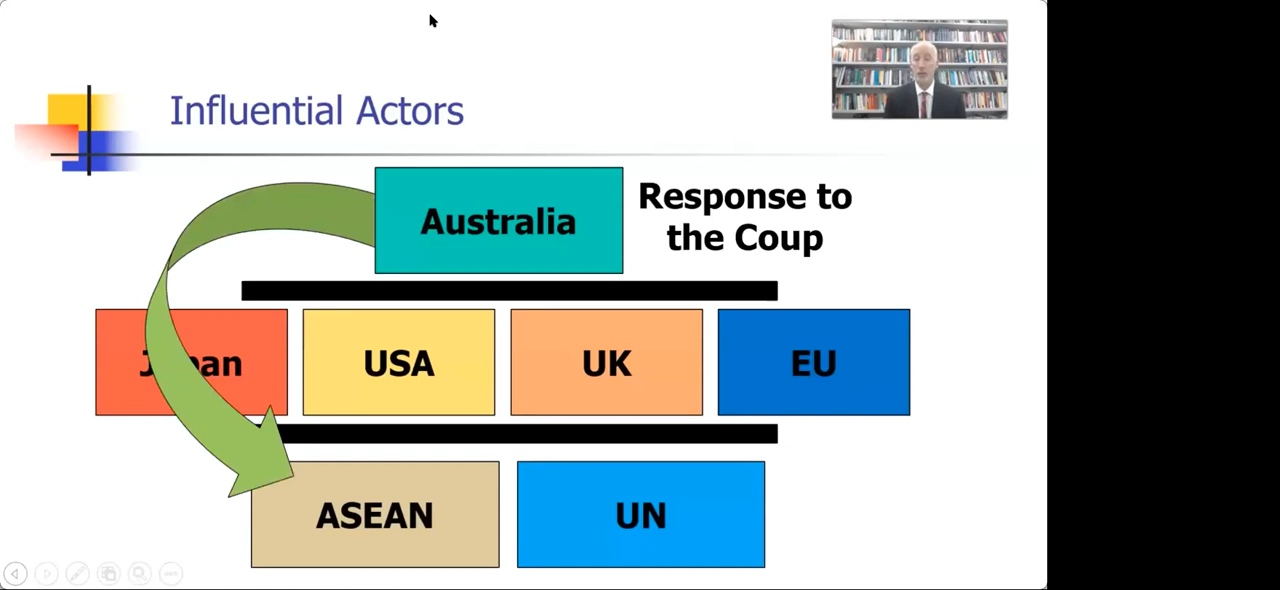 Influential Actors
Australia
Response to
the Coup
Japan
USA
UK
EU
ASEAN
UN